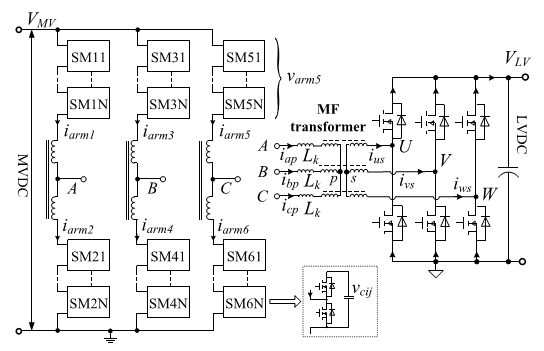 V_MV
SM11 SM31 SM51
SM1N SM3N SM5N
v_arm5
i_arm1 i_arm3 i_arm5
MVDC
A B C
i_arm2 i_arm4 i_arm6
SM21 SM41 SM61
SM2N SM4N SM6N
v_cij
MF
transformer
A i_ap L_k i_us U
B i_bp L_k p s i_vs V
C i_cp L_k i_ws W
V_LV
LVDC